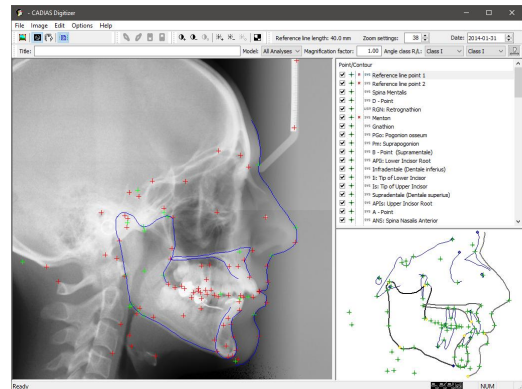 - CADIAS Digitizer
File Image Edit Options Help
Reference line length: 40.0 mm Zoom settings: 38 Date: 2014-01-31
Title: Model: All Analyses Magnification factor: 1.00 Angle class R/L: Class I Class I
Point/Contour
Reference line point 1
Reference line point 2
Spina Mentalis
D - Point
RGN: Retrognathion
Menton
Gnathion
PGo: Pogonion osseum
Pm: Suprapogonion
B - Point (Supramentale)
APIi: Lower Incisor Root
Infradentale (Dentale inferius)
Ii: Tip of Lower Incisor
Is: Tip of Upper Incisor
Supradentale (Dentale superius)
APIs: Upper Incisor Root
A - Point
ANS: Spina Nasalis Anterior
Ready NUM